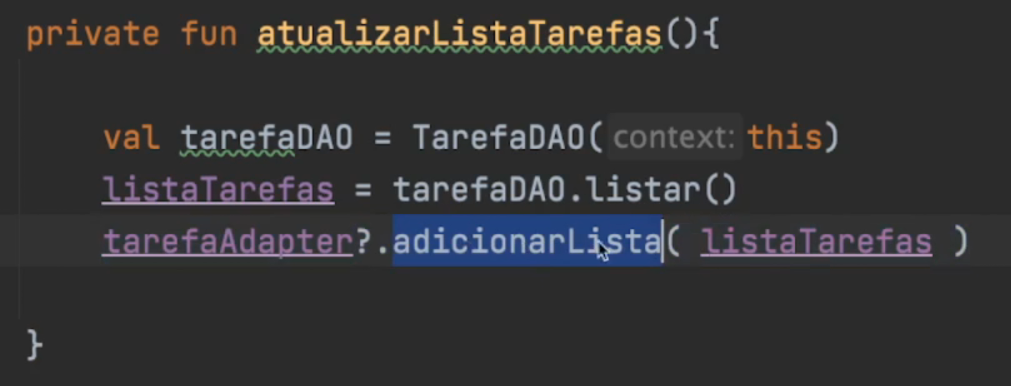 private fun atualizarListaTarefas(){
val tarefaDAO = TarefaDAO( context: this)
listaTarefas = tarefaDAO.listar()
tarefaAdapter?.adicionarLista( listaTarefas )
}